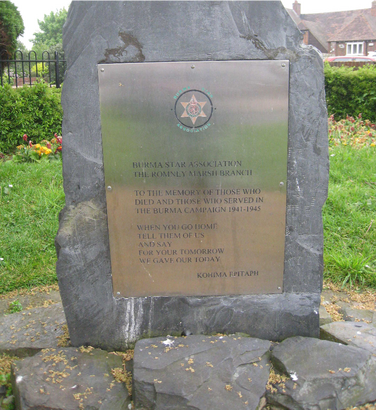 BURMA STAR ASSOCIATION
THE ROMNEY MARSH BRANCH
TO THE MEMORY OF THOSE WHO
DIED AND THOSE WHO SERVED IN
THE BURMA CAMPAIGN 1941-1945
WHEN YOU GO HOME
TELL THEM OF US
AND SAY
FOR YOUR TOMORROW
WE GAVE OUR TODAY
KOHIMA EPITAPH